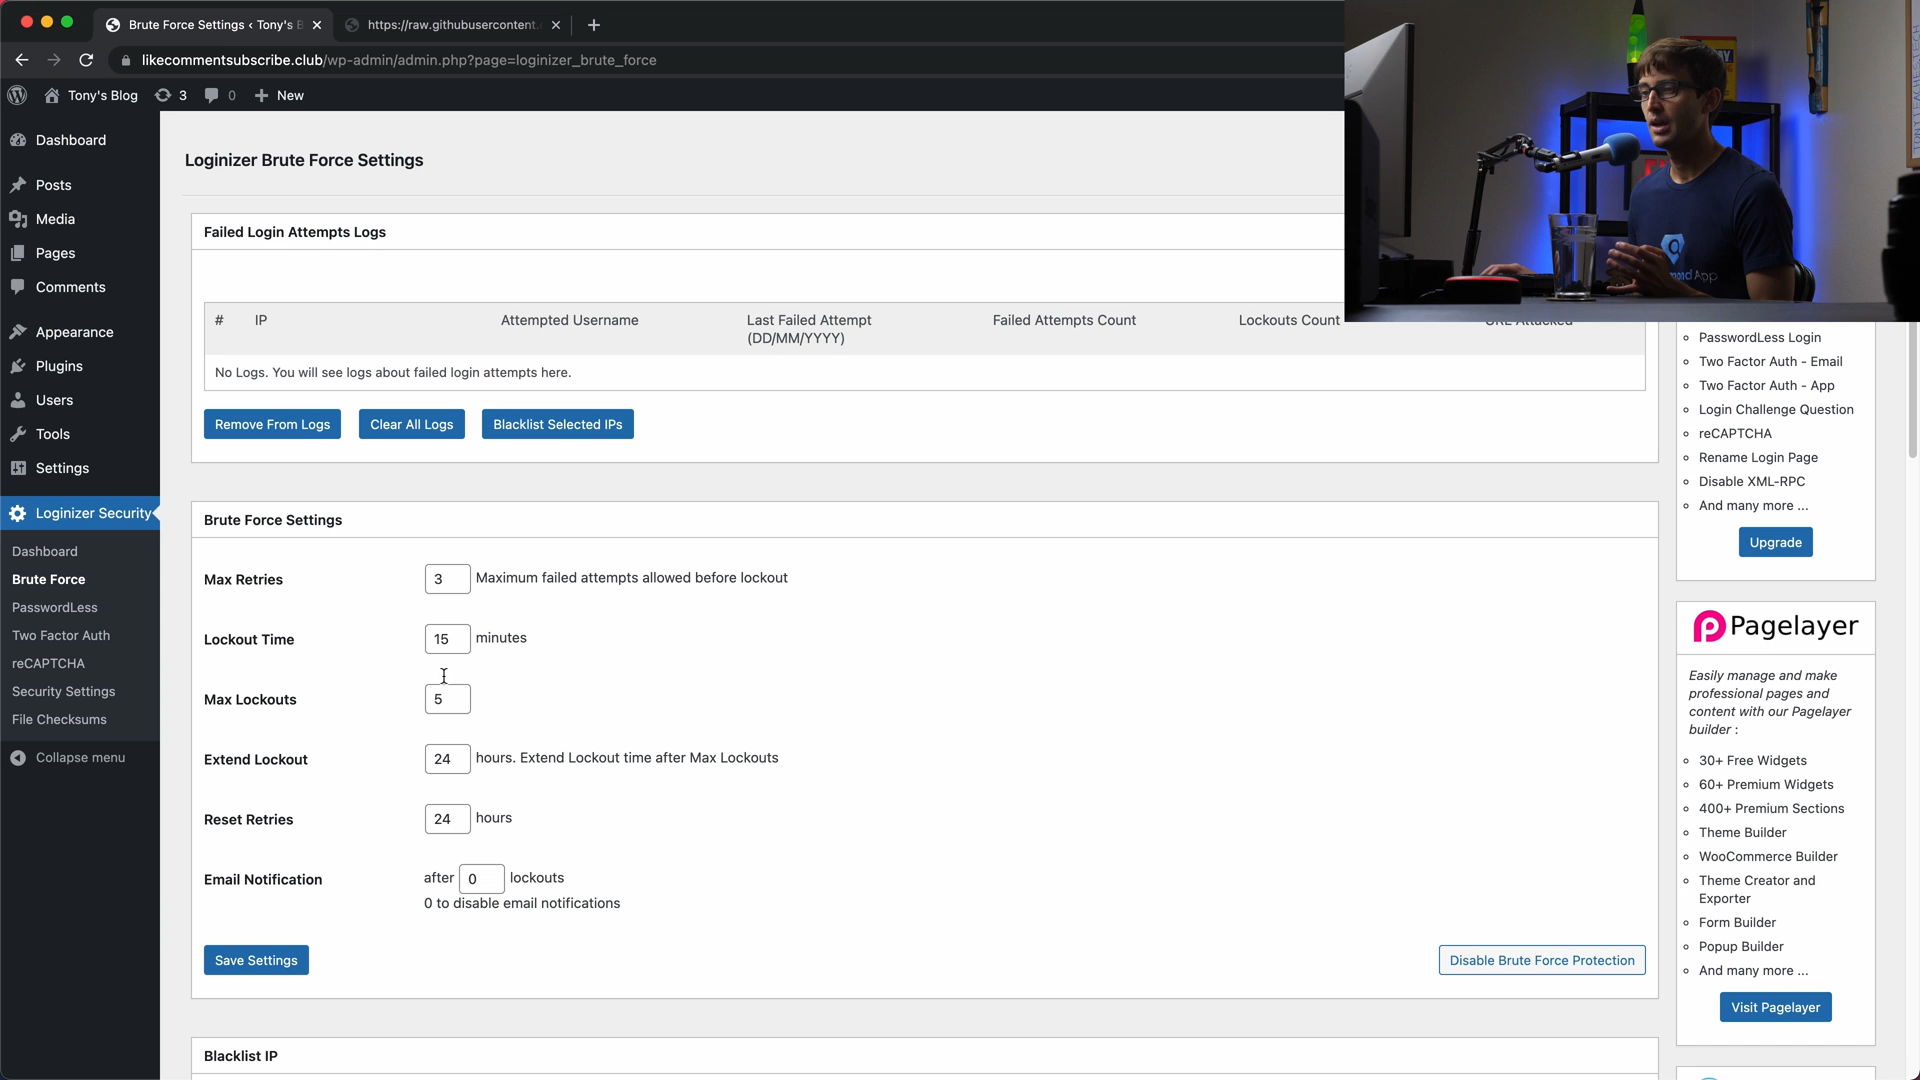 Brute Force Settings ‹ Tony's B
https://raw.githubusercontent.
likecommentsubscribe.club/wp-admin/admin.php?page=loginizer_brute_force
Tony's Blog
3
0
New
Dashboard
Posts
Media
Pages
Comments
Appearance
Plugins
Users
Tools
Settings
Loginizer Security
Dashboard
Brute Force
PasswordLess
Two Factor Auth
reCAPTCHA
Security Settings
File Checksums
Collapse menu
Loginizer Brute Force Settings
Failed Login Attempts Logs
# IP Attempted Username Last Failed Attempt Failed Attempts Count Lockouts Count URL Attacked
(DD/MM/YYYY)
No Logs. You will see logs about failed login attempts here.
Remove From Logs
Clear All Logs
Blacklist Selected IPs
Brute Force Settings
Max Retries 3 Maximum failed attempts allowed before lockout
Lockout Time 15 minutes
Max Lockouts 5
Extend Lockout 24 hours. Extend Lockout time after Max Lockouts
Reset Retries 24 hours
Email Notification after 0 lockouts
0 to disable email notifications
Save Settings
Disable Brute Force Protection
Blacklist IP
PasswordLess Login
Two Factor Auth - Email
Two Factor Auth - App
Login Challenge Question
reCAPTCHA
Rename Login Page
Disable XML-RPC
And many more ...
Upgrade
Pagelayer
Easily manage and make
professional pages and
content with our Pagelayer
builder :
30+ Free Widgets
60+ Premium Widgets
400+ Premium Sections
Theme Builder
WooCommerce Builder
Theme Creator and
Exporter
Form Builder
Popup Builder
And many more ...
Visit Pagelayer